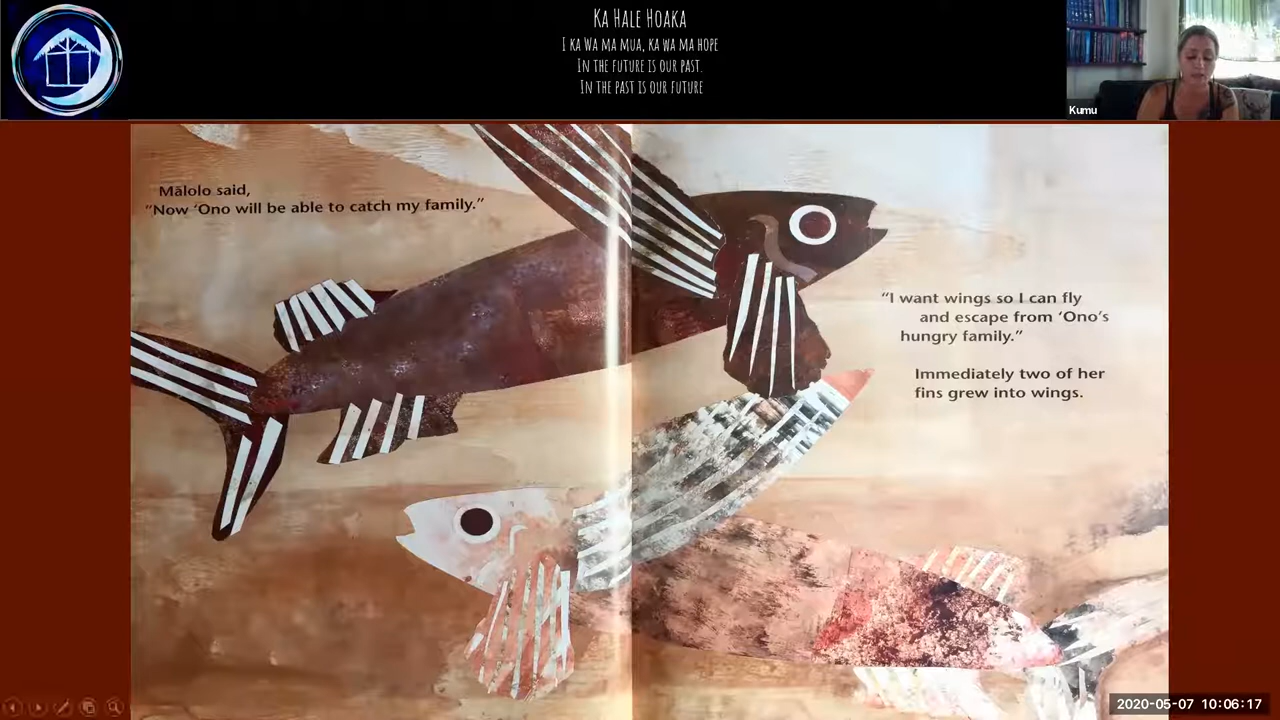 KA HALE HOAKA
I KA WA MA MUA, KA WA MA HOPE
IN THE FUTURE IS OUR PAST.
IN THE PAST IS OUR FUTURE
Kumu
Mālolo said,
"Now ‘Ono will be able to catch my family."
"I want wings so I can fly
and escape from ‘Ono's
hungry family."
Immediately two of her
fins grew into wings.
2020-05-07 10:06:17